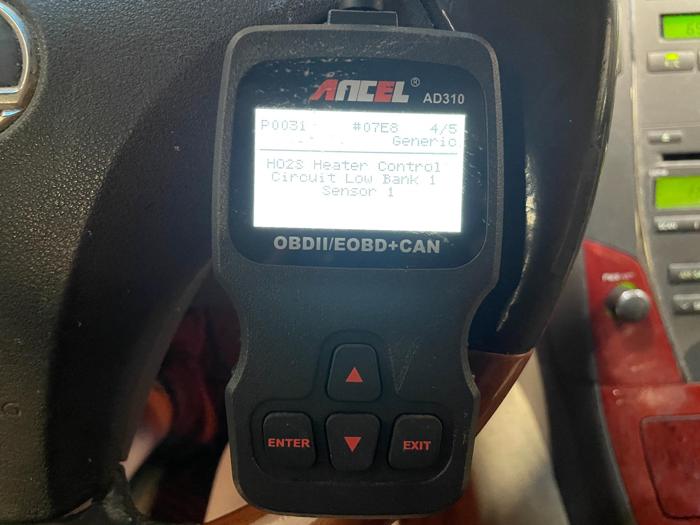 ANCEL® AD310
P0031 #07E8 4/5
Generic
HO2S Heater Control
Circuit Low Bank 1
Sensor 1
OBDII/EOBD+CAN
ENTER
EXIT